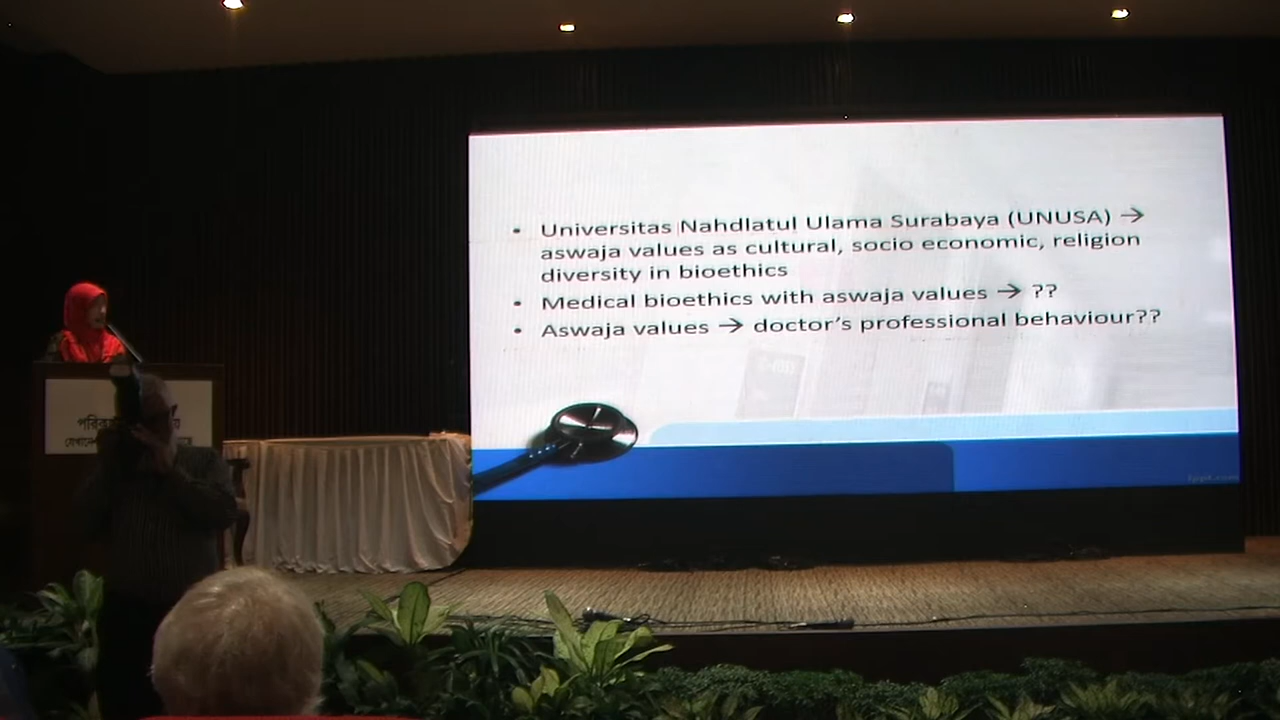 • Universitas Nahdlatul Ulama Surabaya (UNUSA) →
aswaja values as cultural, socio economic, religion
diversity in bioethics
• Medical bioethics with aswaja values → ??
• Aswaja values → doctor's professional behaviour??